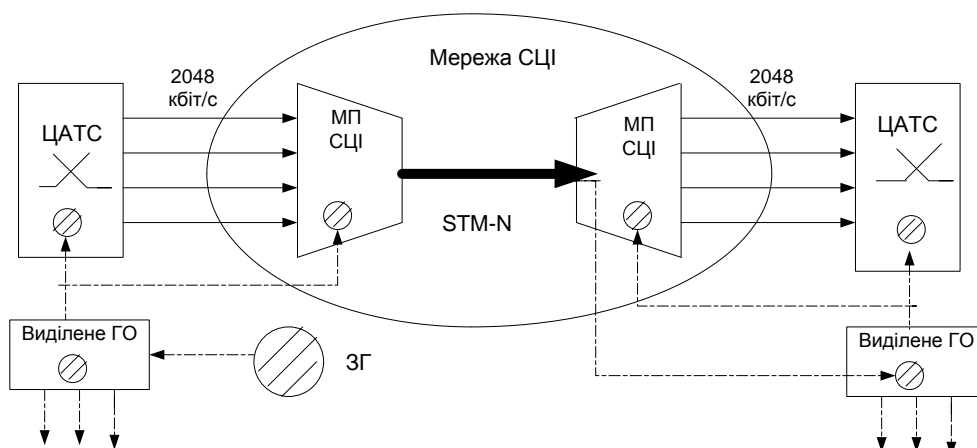 Мережа СЦІ
2048
кбіт/с
2048
кбіт/с
ЦАТС
МП
СЦІ
МП
СЦІ
ЦАТС
STM-N
Виділене ГО
ЗГ
Виділене ГО